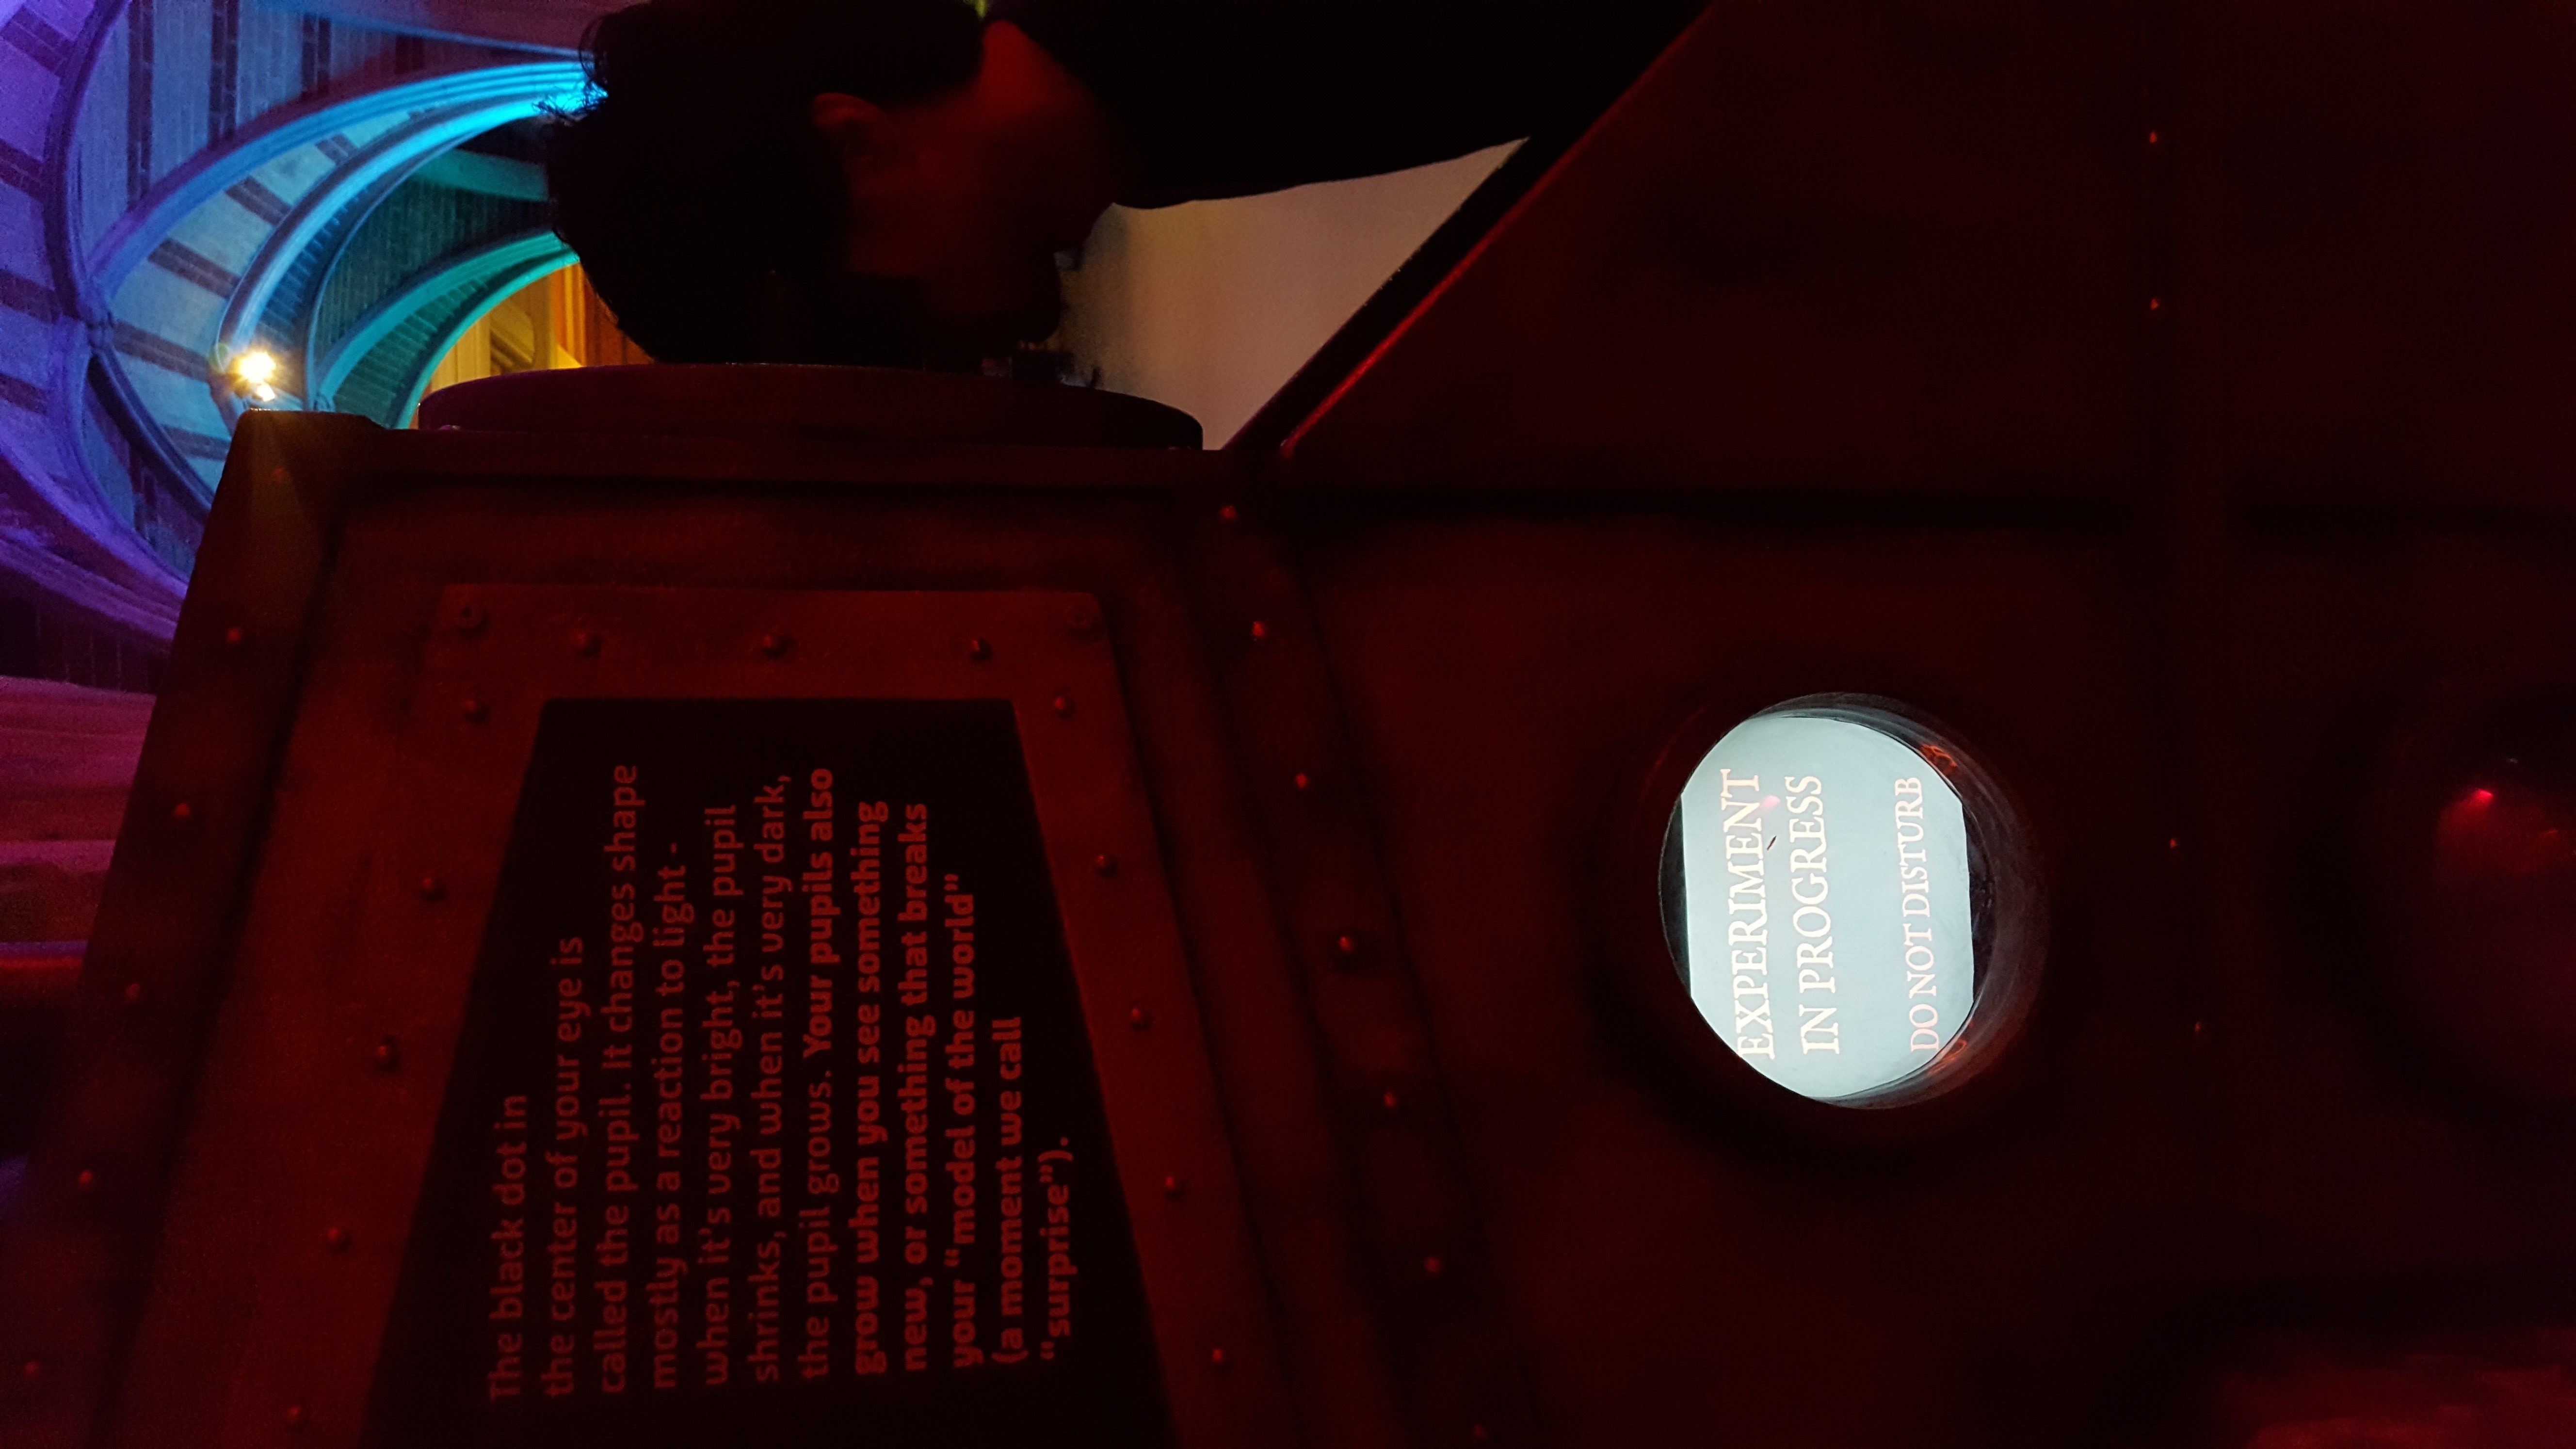 The black dot in
the center of your eye is
called the pupil. It changes shape
mostly as a reaction to light -
when it's very bright, the pupil
shrinks, and when it's very dark,
the pupil grows. Your pupils also
grow when you see something
new, or something that breaks
your “model of the world”
(a moment we call
“surprise”).
EXPERIMENT
IN PROGRESS
DO NOT DISTURB